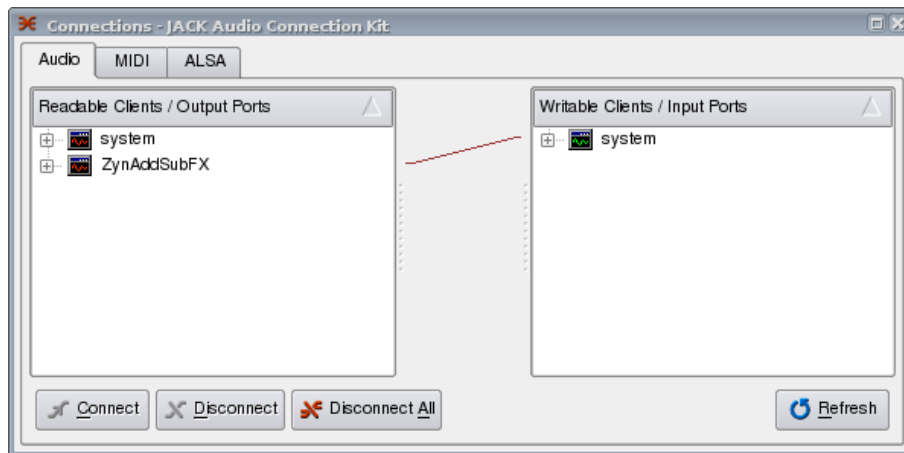 Connections - JACK Audio Connection Kit
Audio MIDI ALSA
Readable Clients / Output Ports Writable Clients / Input Ports
system system
ZynAddSubFX
Connect Disconnect Disconnect All Refresh